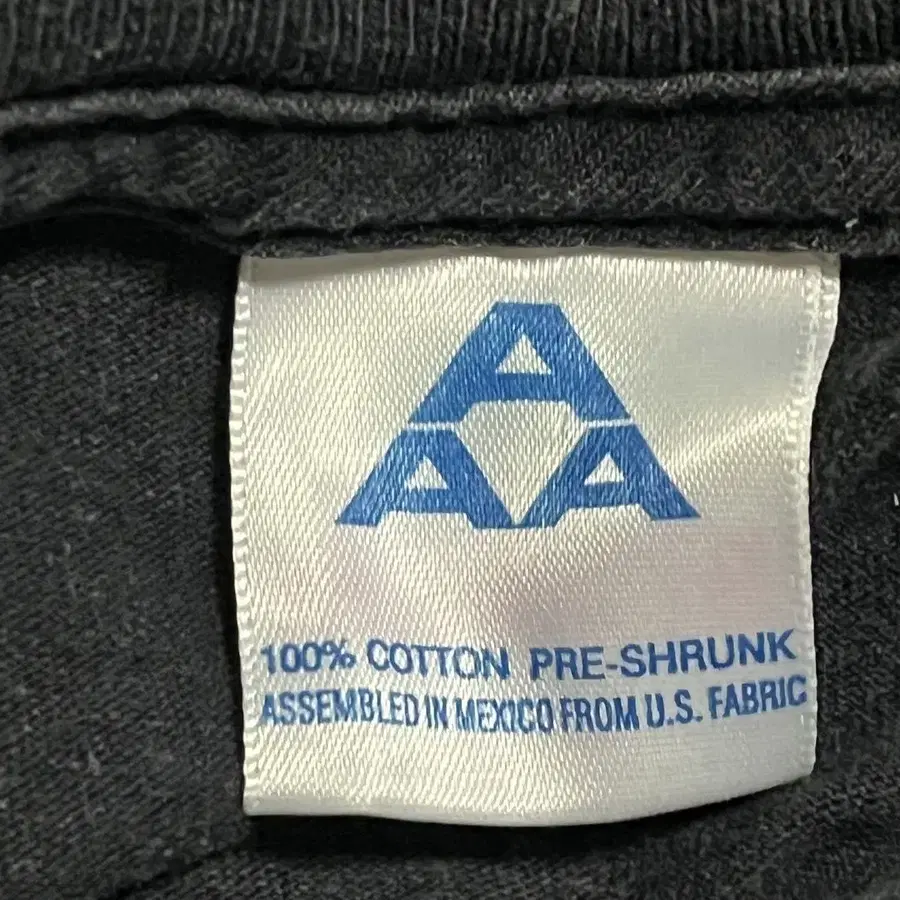 A
A A
100% COTTON PRE-SHRUNK
ASSEMBLED IN MEXICO FROM U.S. FABRIC